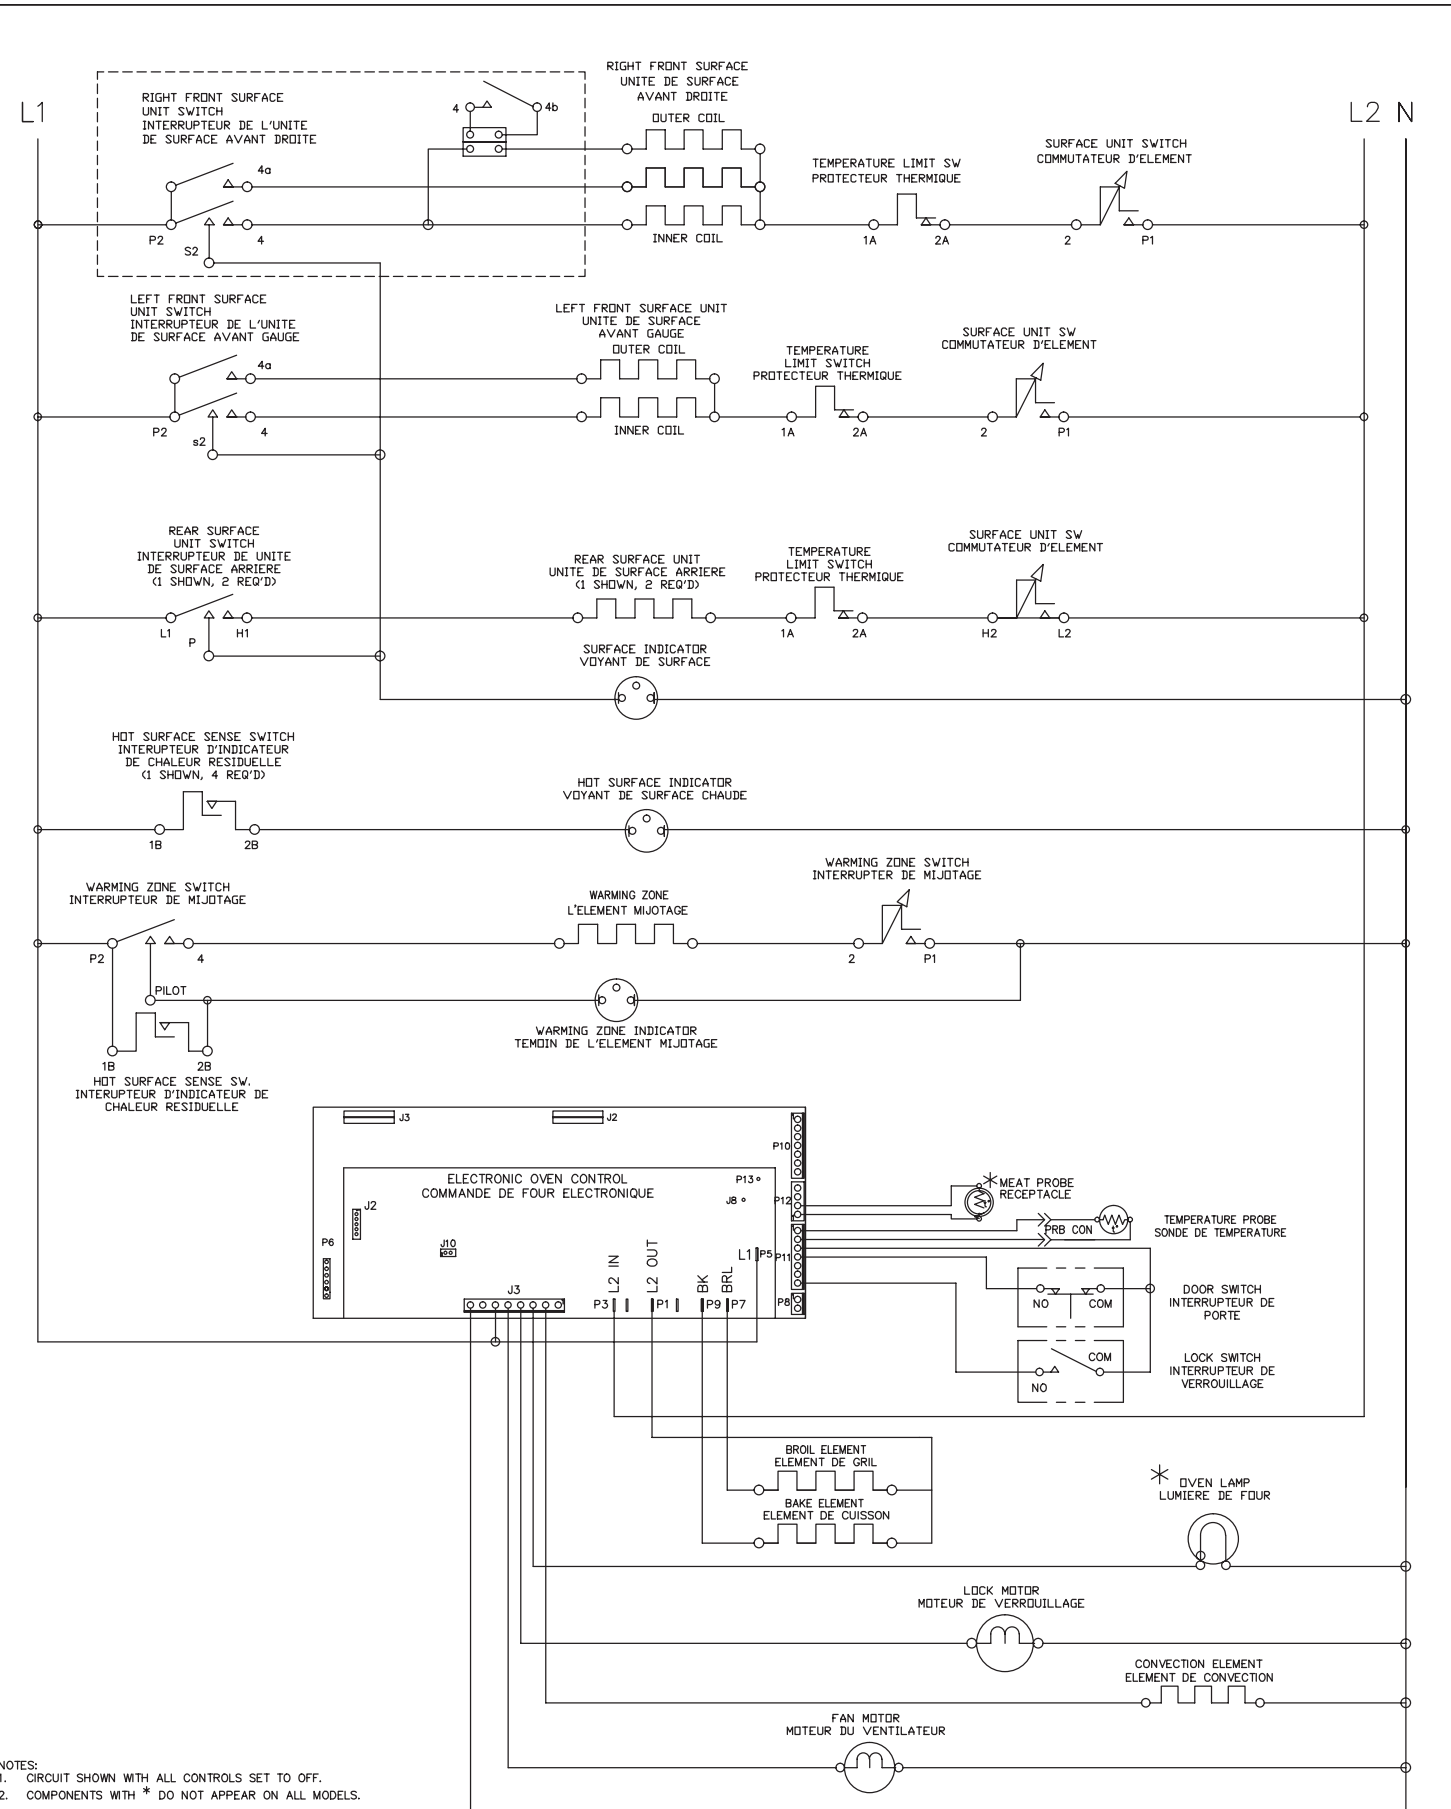 L1
L2 N
RIGHT FRONT SURFACE
UNIT SWITCH
INTERRUPTEUR DE L'UNITE
DE SURFACE AVANT DROITE
4
4b
4a
P2
4
S2
RIGHT FRONT SURFACE
UNITE DE SURFACE
AVANT DROITE
OUTER COIL
INNER COIL
TEMPERATURE LIMIT SW
PROTECTEUR THERMIQUE
1A
2A
SURFACE UNIT SWITCH
COMMUTATEUR D'ELEMENT
2
P1
LEFT FRONT SURFACE
UNIT SWITCH
INTERRUPTEUR DE L'UNITE
DE SURFACE AVANT GAUGE
4a
P2
4
s2
LEFT FRONT SURFACE UNIT
UNITE DE SURFACE
AVANT GAUGE
OUTER COIL
INNER COIL
TEMPERATURE
LIMIT SWITCH
PROTECTEUR THERMIQUE
1A
2A
SURFACE UNIT SW
COMMUTATEUR D'ELEMENT
2
P1
REAR SURFACE
UNIT SWITCH
INTERRUPTEUR DE UNITE
DE SURFACE ARRIERE
(1 SHOWN, 2 REQ'D)
L1
H1
P
REAR SURFACE UNIT
UNITE DE SURFACE ARRIERE
(1 SHOWN, 2 REQ'D)
TEMPERATURE
LIMIT SWITCH
PROTECTEUR THERMIQUE
1A
2A
SURFACE UNIT SW
COMMUTATEUR D'ELEMENT
H2
L2
SURFACE INDICATOR
VOYANT DE SURFACE
HOT SURFACE SENSE SWITCH
INTERUPTEUR D'INDICATEUR
DE CHALEUR RESIDUELLE
(1 SHOWN, 4 REQ'D)
1B
2B
HOT SURFACE INDICATOR
VOYANT DE SURFACE CHAUDE
WARMING ZONE SWITCH
INTERRUPTEUR DE MIJOTAGE
P2
4
PILOT
WARMING ZONE
L'ELEMENT MIJOTAGE
WARMING ZONE SWITCH
INTERRUPTER DE MIJOTAGE
2
P1
WARMING ZONE INDICATOR
TEMOIN DE L'ELEMENT MIJOTAGE
1B
2B
HOT SURFACE SENSE SW.
INTERUPTEUR D'INDICATEUR DE
CHALEUR RESIDUELLE
J3
J2
P10
ELECTRONIC OVEN CONTROL
COMMANDE DE FOUR ELECTRONIQUE
P13
J8
P12
J2
P6
J10
J3
L2 IN
L2 OUT
BK
BRL
L1
P5
P11
P3
P1
P9
P7
P8
* MEAT PROBE
RECEPTACLE
PRB CON
TEMPERATURE PROBE
SONDE DE TEMPERATURE
NO
COM
DOOR SWITCH
INTERRUPTEUR DE
PORTE
COM
NO
LOCK SWITCH
INTERRUPTEUR DE
VERROUILLAGE
BROIL ELEMENT
ELEMENT DE GRIL
BAKE ELEMENT
ELEMENT DE CUISSON
* OVEN LAMP
LUMIERE DE FOUR
LOCK MOTOR
MOTEUR DE VERROUILLAGE
CONVECTION ELEMENT
ELEMENT DE CONVECTION
FAN MOTOR
MOTEUR DU VENTILATEUR
NOTES:
1. CIRCUIT SHOWN WITH ALL CONTROLS SET TO OFF.
2. COMPONENTS WITH * DO NOT APPEAR ON ALL MODELS.